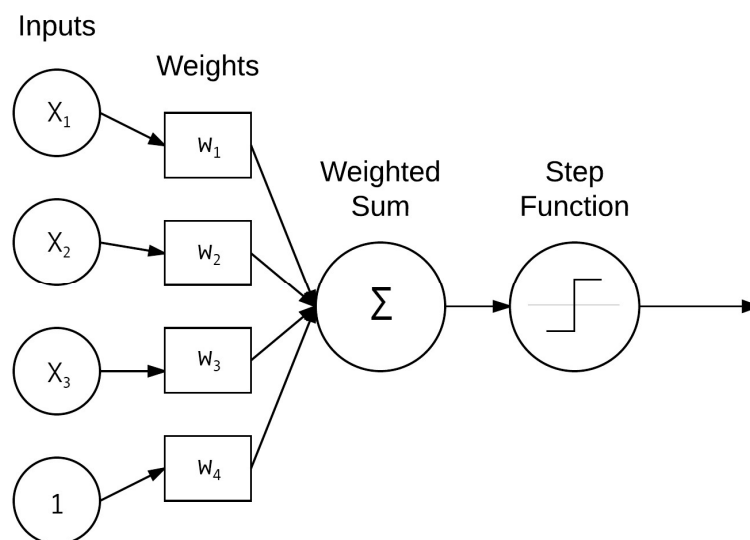 Inputs
Weights
X₁
w₁
Weighted
Sum
Step
Function
X₂
w₂
Σ
X₃
w₃
1
w₄